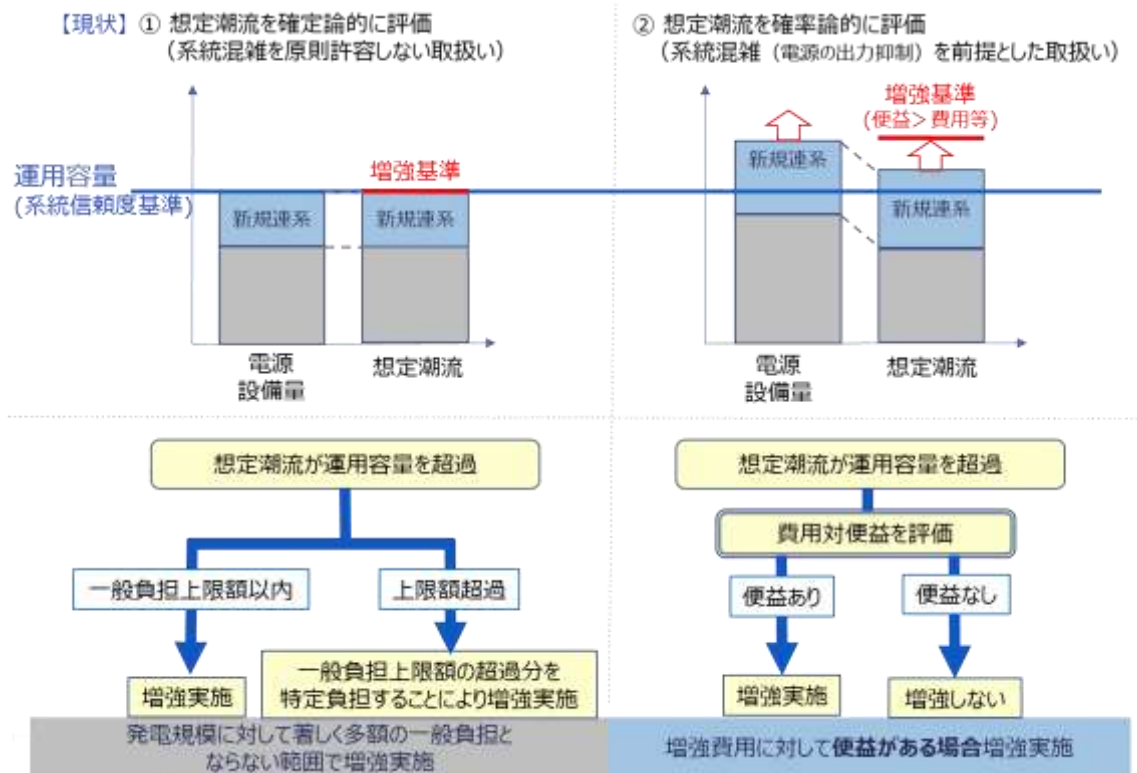 【現状】① 想定潮流を確定論的に評価
（系統混雑を原則許容しない取扱い）
運用容量
(系統信頼度基準)
増強基準
新規連系
新規連系
電源
設備量
想定潮流
② 想定潮流を確率論的に評価
（系統混雑（電源の出力抑制）を前提とした取扱い）
増強基準
(便益＞費用等)
新規連系
新規連系
電源
設備量
想定潮流
想定潮流が運用容量を超過
一般負担上限額以内
上限額超過
増強実施
一般負担上限額の超過分を
特定負担することにより増強実施
発電規模に対して著しく多額の一般負担と
ならない範囲で増強実施
想定潮流が運用容量を超過
費用対便益を評価
便益あり
便益なし
増強実施
増強しない
増強費用に対して便益がある場合増強実施